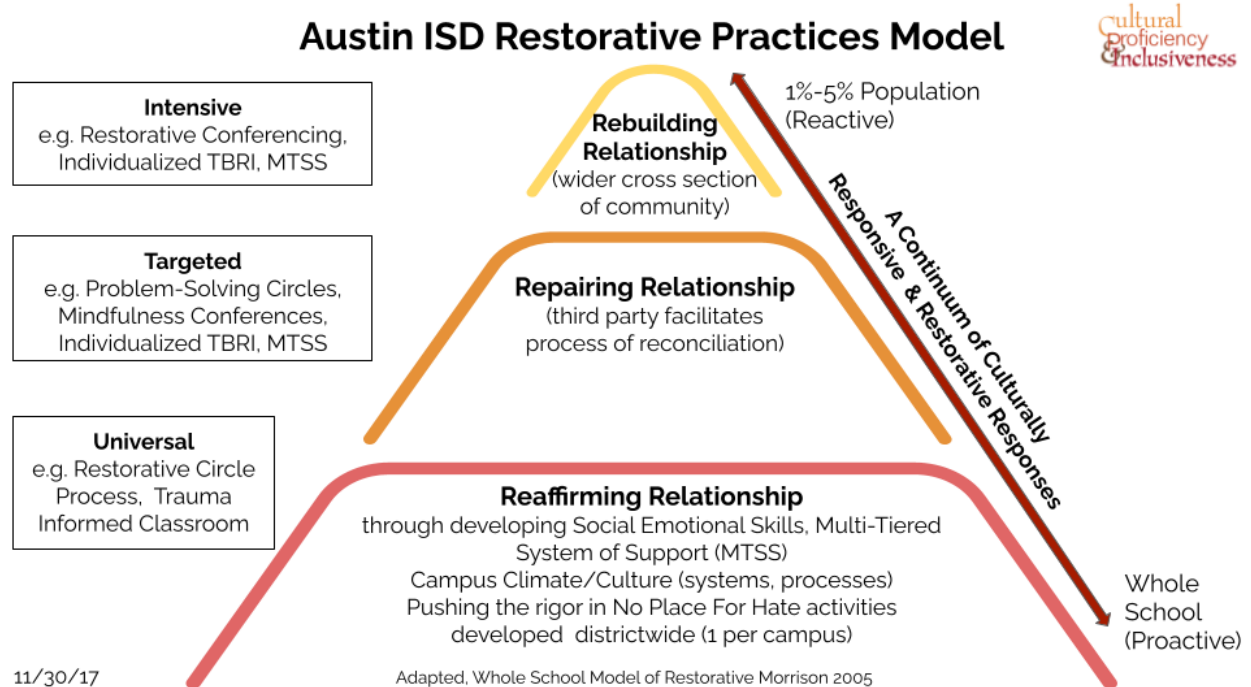 Austin ISD Restorative Practices Model
Cultural
Proficiency
&Inclusiveness
Intensive
e.g. Restorative Conferencing,
Individualized TBRI, MTSS
Rebuilding
Relationship
(wider cross section
of community)
1%-5% Population
(Reactive)
A Continuum of Culturally
Responsive & Restorative Responses
Targeted
e.g. Problem-Solving Circles,
Mindfulness Conferences,
Individualized TBRI, MTSS
Repairing Relationship
(third party facilitates
process of reconciliation)
Universal
e.g. Restorative Circle
Process, Trauma
Informed Classroom
Reaffirming Relationship
through developing Social Emotional Skills, Multi-Tiered
System of Support (MTSS)
Campus Climate/Culture (systems, processes)
Pushing the rigor in No Place For Hate activities
developed districtwide (1 per campus)
Whole
School
(Proactive)
11/30/17
Adapted, Whole School Model of Restorative Morrison 2005